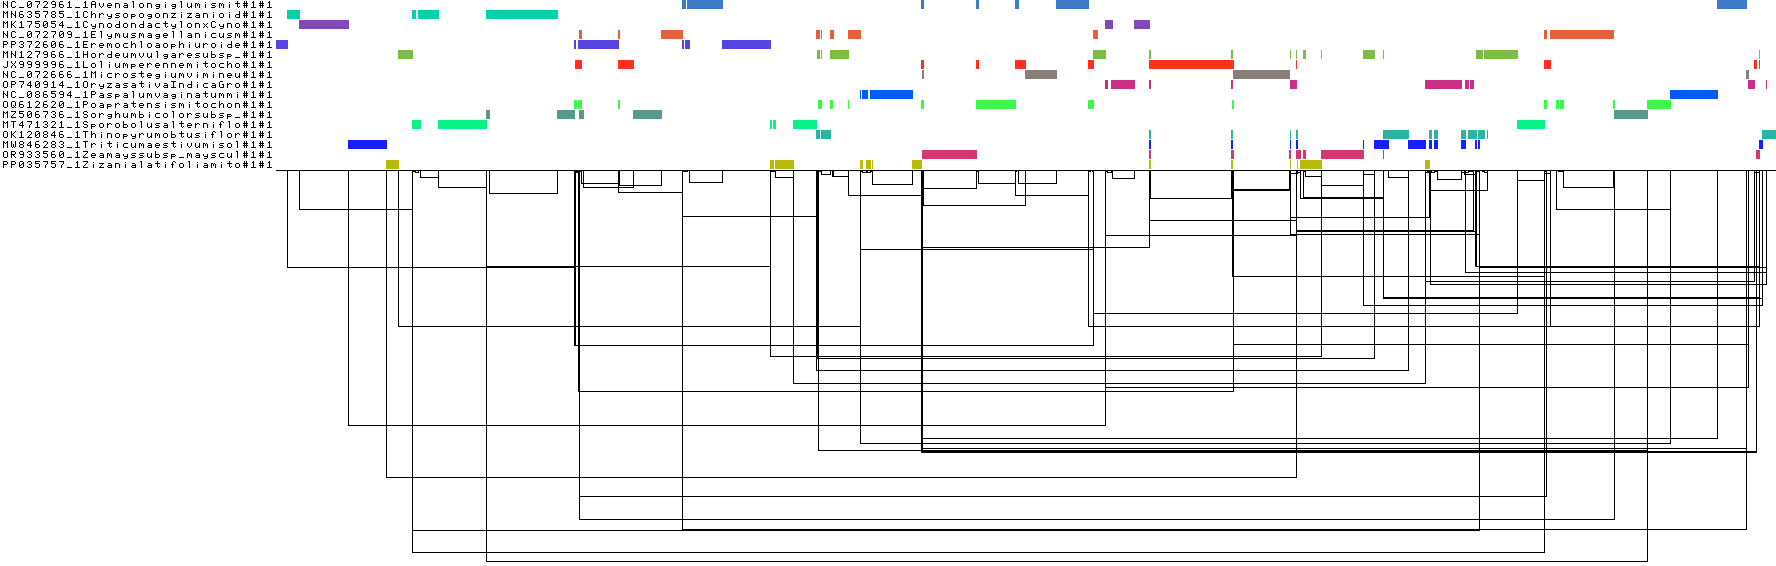 NC_072961_1Avenalongiglumismit#1#1
MN635785_1Chrysopogonzizanioid#1#1
MK175054_1CynodondactylonxCyno#1#1
NC_072709_1Elymusmagellanicusm#1#1
PP372606_1Eremochloaophiuroide#1#1
MN127966_1Hordeumvulgaresubsp_#1#1
JX999996_1Loliumperennemitocho#1#1
NC_072666_1Microstegiumvimineu#1#1
OP740914_1OryzasativaIndicaGro#1#1
NC_086594_1Paspalumvaginatummi#1#1
OQ612620_1Poapratensismitochon#1#1
MZ506736_1Sorghumbicolorsubsp_#1#1
MT471321_1Sporobolusalterniflo#1#1
OK120846_1Thinopyrumobtusiflor#1#1
MW846283_1Triticumaestivumisol#1#1
OR933560_1Zeamayssubsp_mayscul#1#1
PP035757_1Zizanialatifoliamito#1#1